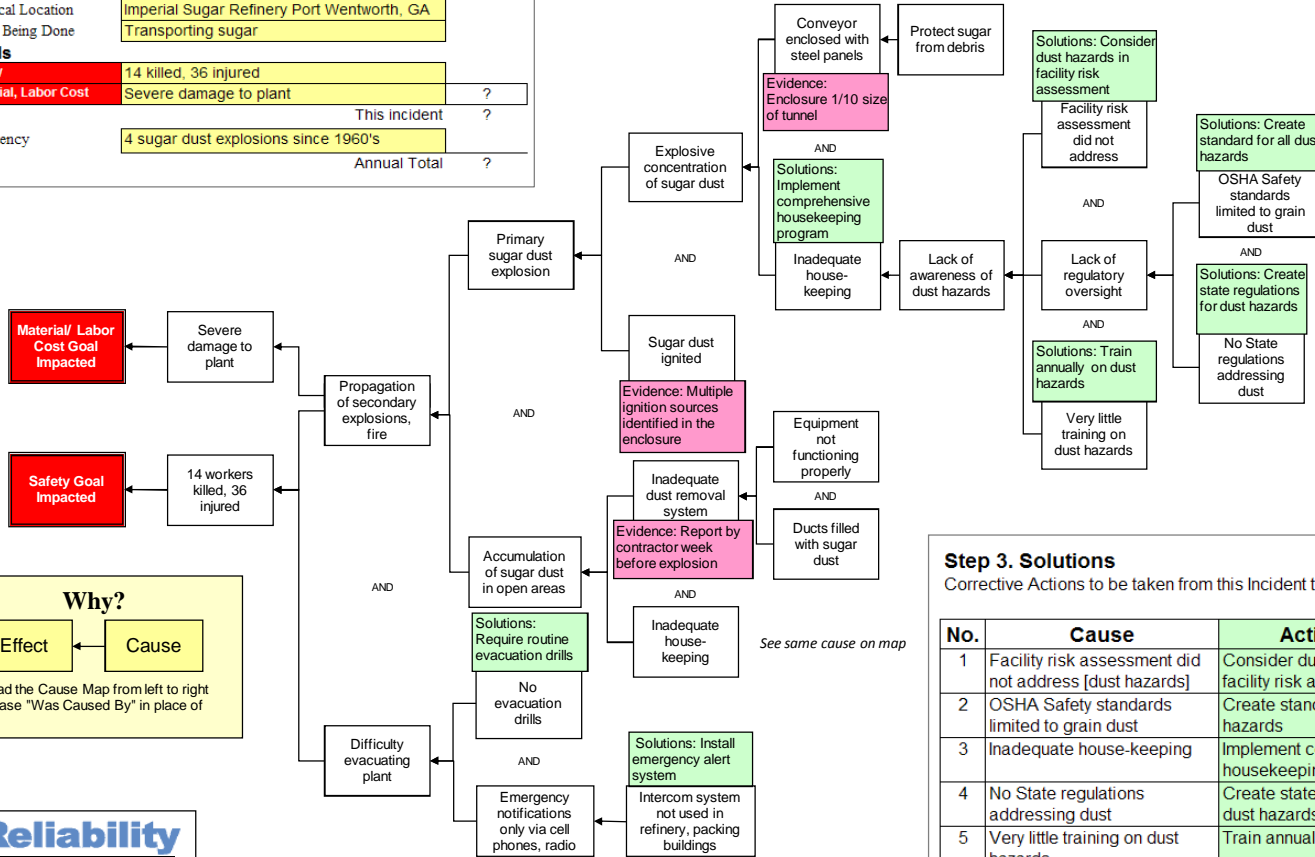 cal Location
Imperial Sugar Refinery Port Wentworth, GA
Being Done
Transporting sugar
ls
14 killed, 36 injured
ial, Labor Cost
Severe damage to plant
?
This incident
?
ency
4 sugar dust explosions since 1960's
Annual Total
?
Conveyor
enclosed with
steel panels
Protect sugar
from debris
Evidence:
Enclosure 1/10 size
of tunnel
AND
Solutions:
Implement
comprehensive
housekeeping
program
Inadequate
house-
keeping
Lack of
awareness of
dust hazards
Solutions: Consider
dust hazards in
facility risk
assessment
Facility risk
assessment
did not
address
AND
Lack of
regulatory
oversight
AND
Solutions: Train
annually on dust
hazards
Very little
training on
dust hazards
Solutions: Create
standard for all dus
hazards
OSHA Safety
standards
limited to grain
dust
AND
Solutions: Create
state regulations
for dust hazards
No State
regulations
addressing
dust
Explosive
concentration
of sugar dust
AND
Sugar dust
ignited
Evidence: Multiple
ignition sources
identified in the
enclosure
Primary
sugar dust
explosion
AND
Material/ Labor
Cost Goal
Impacted
Severe
damage to
plant
Propagation
of secondary
explosions,
fire
Safety Goal
Impacted
14 workers
killed, 36
injured
AND
Inadequate
dust removal
system
Evidence: Report by
contractor week
before explosion
Equipment
not
functioning
properly
AND
Ducts filled
with sugar
dust
Accumulation
of sugar dust
in open areas
AND
Inadequate
house-
keeping
See same cause on map
Solutions:
Require routine
evacuation drills
No
evacuation
drills
Difficulty
evacuating
plant
AND
Emergency
notifications
only via cell
phones, radio
Solutions: Install
emergency alert
system
Intercom system
not used in
refinery, packing
buildings
Why?
Effect
Cause
ad the Cause Map from left to right
ase "Was Caused By" in place of
Reliability
Step 3. Solutions
Corrective Actions to be taken from this Incident t
No.
Cause
Acti
1
Facility risk assessment did
not address [dust hazards]
Consider du
facility risk a
2
OSHA Safety standards
limited to grain dust
Create stand
hazards
3
Inadequate house-keeping
Implement c
housekeepin
4
No State regulations
addressing dust
Create state
dust hazards
5
Very little training on dust
Train annual